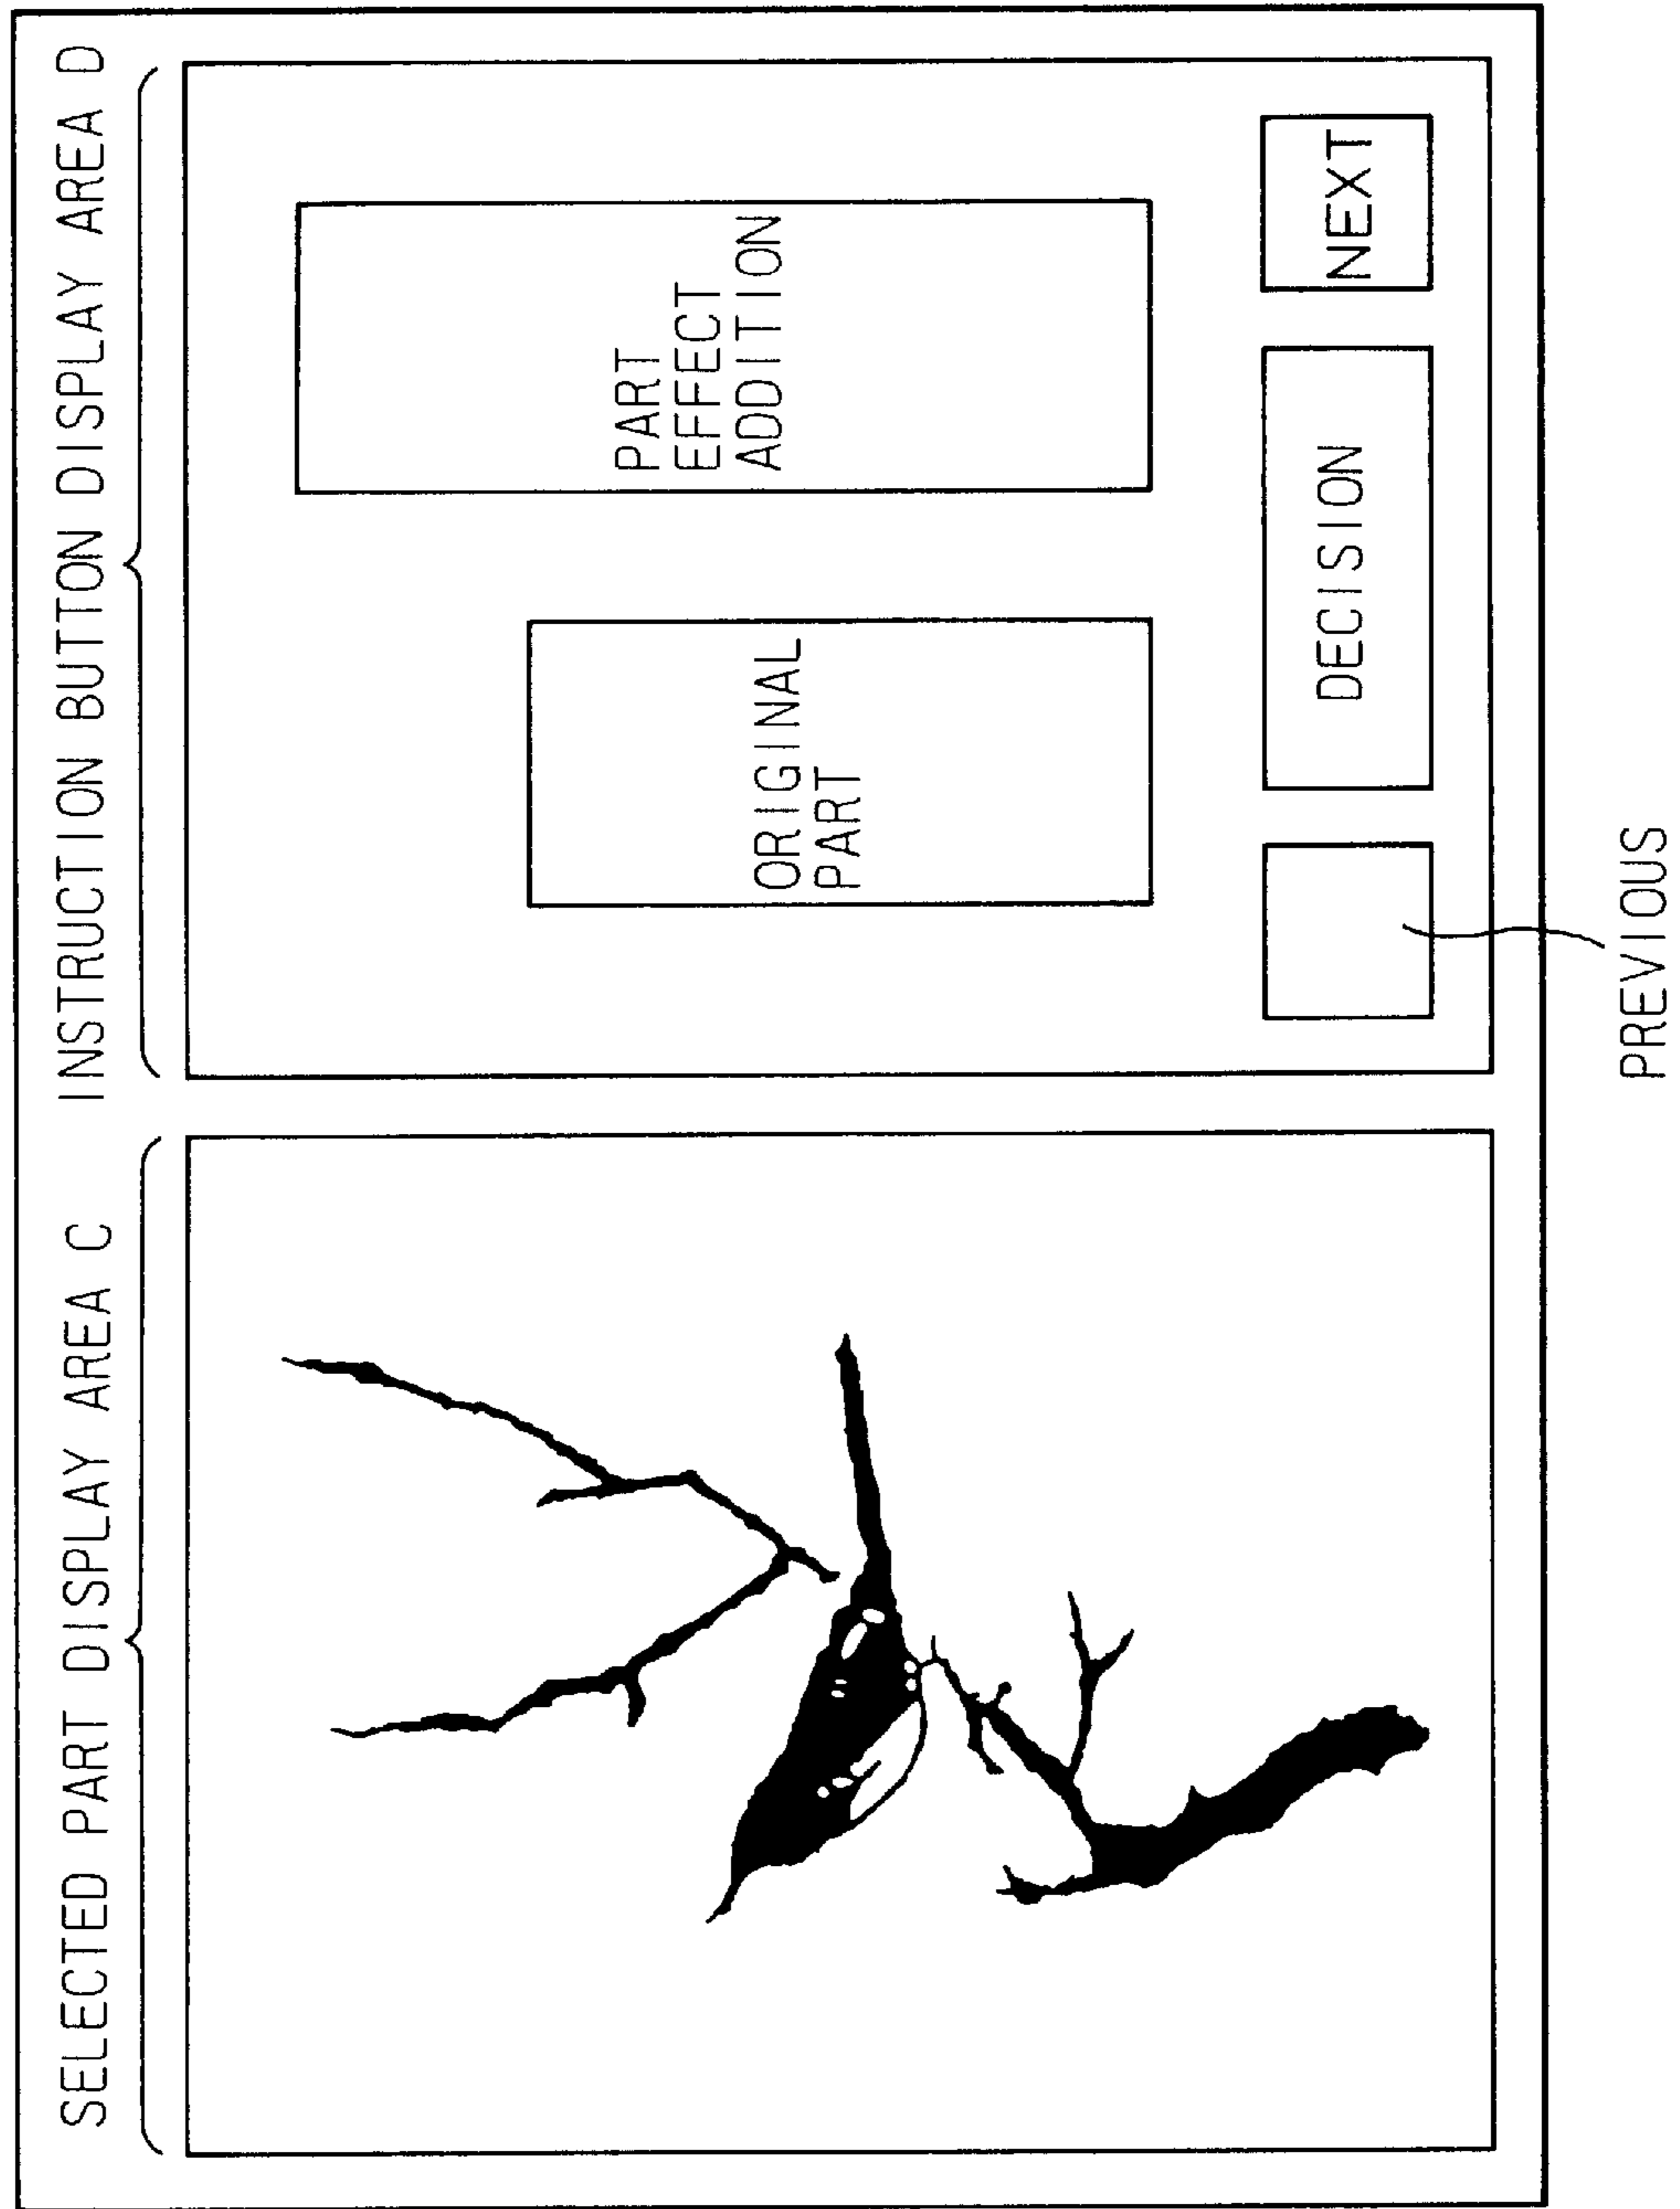 SELECTED PART DISPLAY AREA C
INSTRUCTION BUTTON DISPLAY AREA D
PART
EFFECT
ADDITION
ORIGINAL
PART
DECISION
NEXT
PREVIOUS